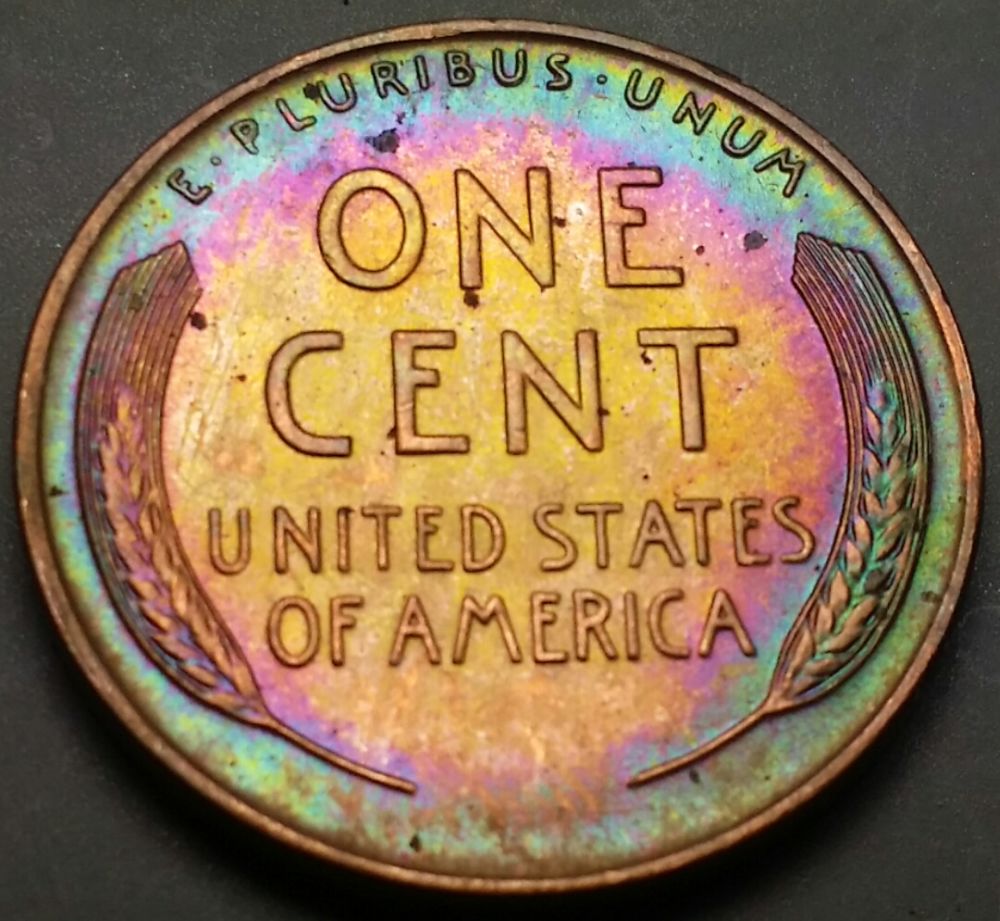 E · PLURIBUS · UNUM
ONE
CENT
UNITED STATES
OF AMERICA